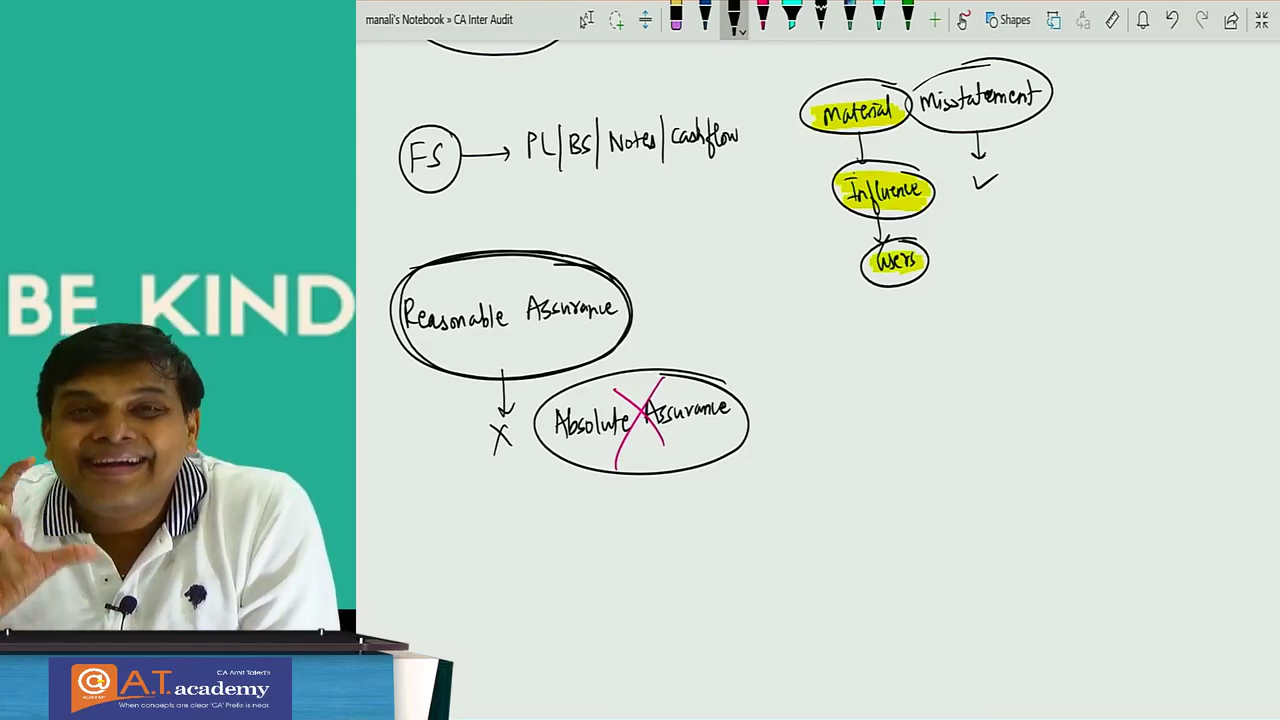 manali's Notebook » CA Inter Audit
Shapes
Material Misstatement
FS → PL/BS/Notes/Cashflow
Influence
Users
BE KIND
Reasonable Assurance
X
Absolute Assurance
CA Amit Talda's
@A.T. academy
ACADEMY
When concepts are clear 'CA' Prefix is near.